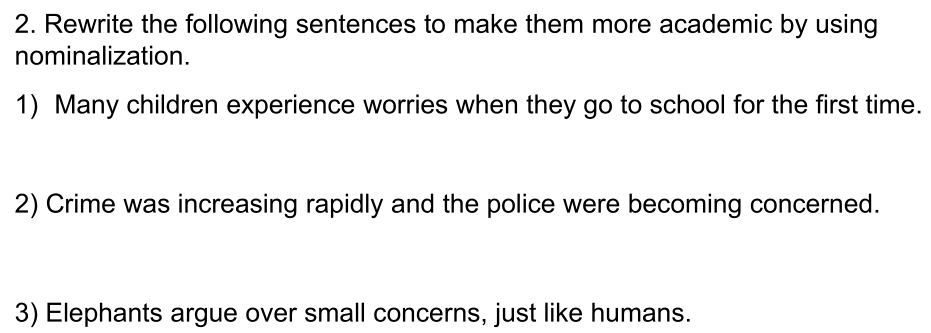 2. Rewrite the following sentences to make them more academic by using
nominalization.
1) Many children experience worries when they go to school for the first time.
2) Crime was increasing rapidly and the police were becoming concerned.
3) Elephants argue over small concerns, just like humans.